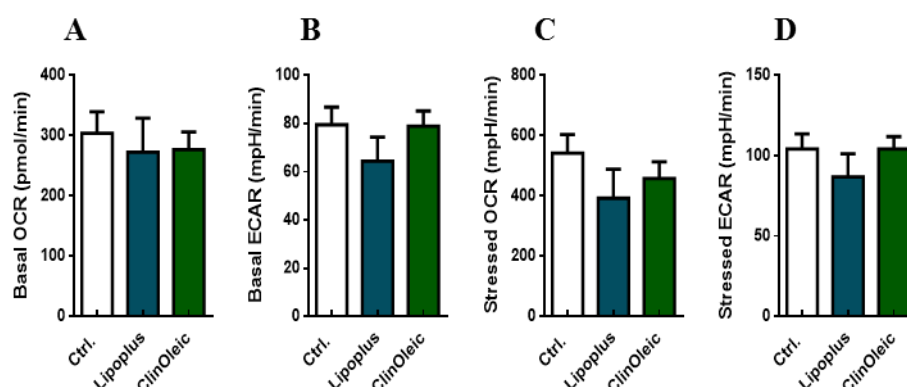 A
Basal OCR (pmol/min)
400
300
200
100
0
Ctrl.
Lipoplus
ClinOleic
B
Basal ECAR (mpH/min)
100
80
60
40
20
0
Ctrl.
Lipoplus
ClinOleic
C
Stressed OCR (mpH/min)
800
600
400
200
0
Ctrl.
Lipoplus
ClinOleic
D
Stressed ECAR (mpH/min)
150
100
50
0
Ctrl.
Lipoplus
ClinOleic